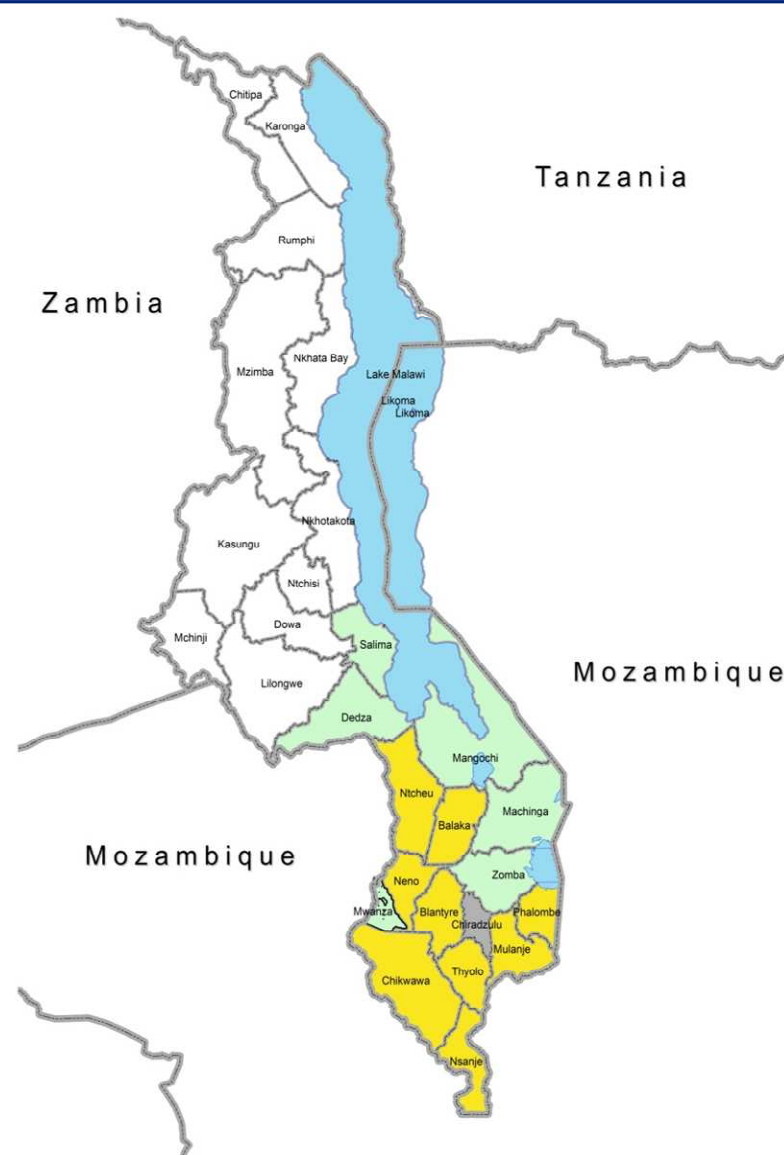 Chitipa
Karonga
Tanzania
Rumphi
Zambia
Nkhata Bay
Mzimba
Lake Malawi
Likoma
Likoma
Nkhotakota
Kasungu
Ntchisi
Dowa
Mchinji
Salima
Mozambique
Lilongwe
Dedza
Mangochi
Ntcheu
Machinga
Balaka
Mozambique
Zomba
Neno
Mwanza
Blantyre
Phalombe
Chiradzulu
Mulanje
Thyolo
Chikwawa
Nsanje